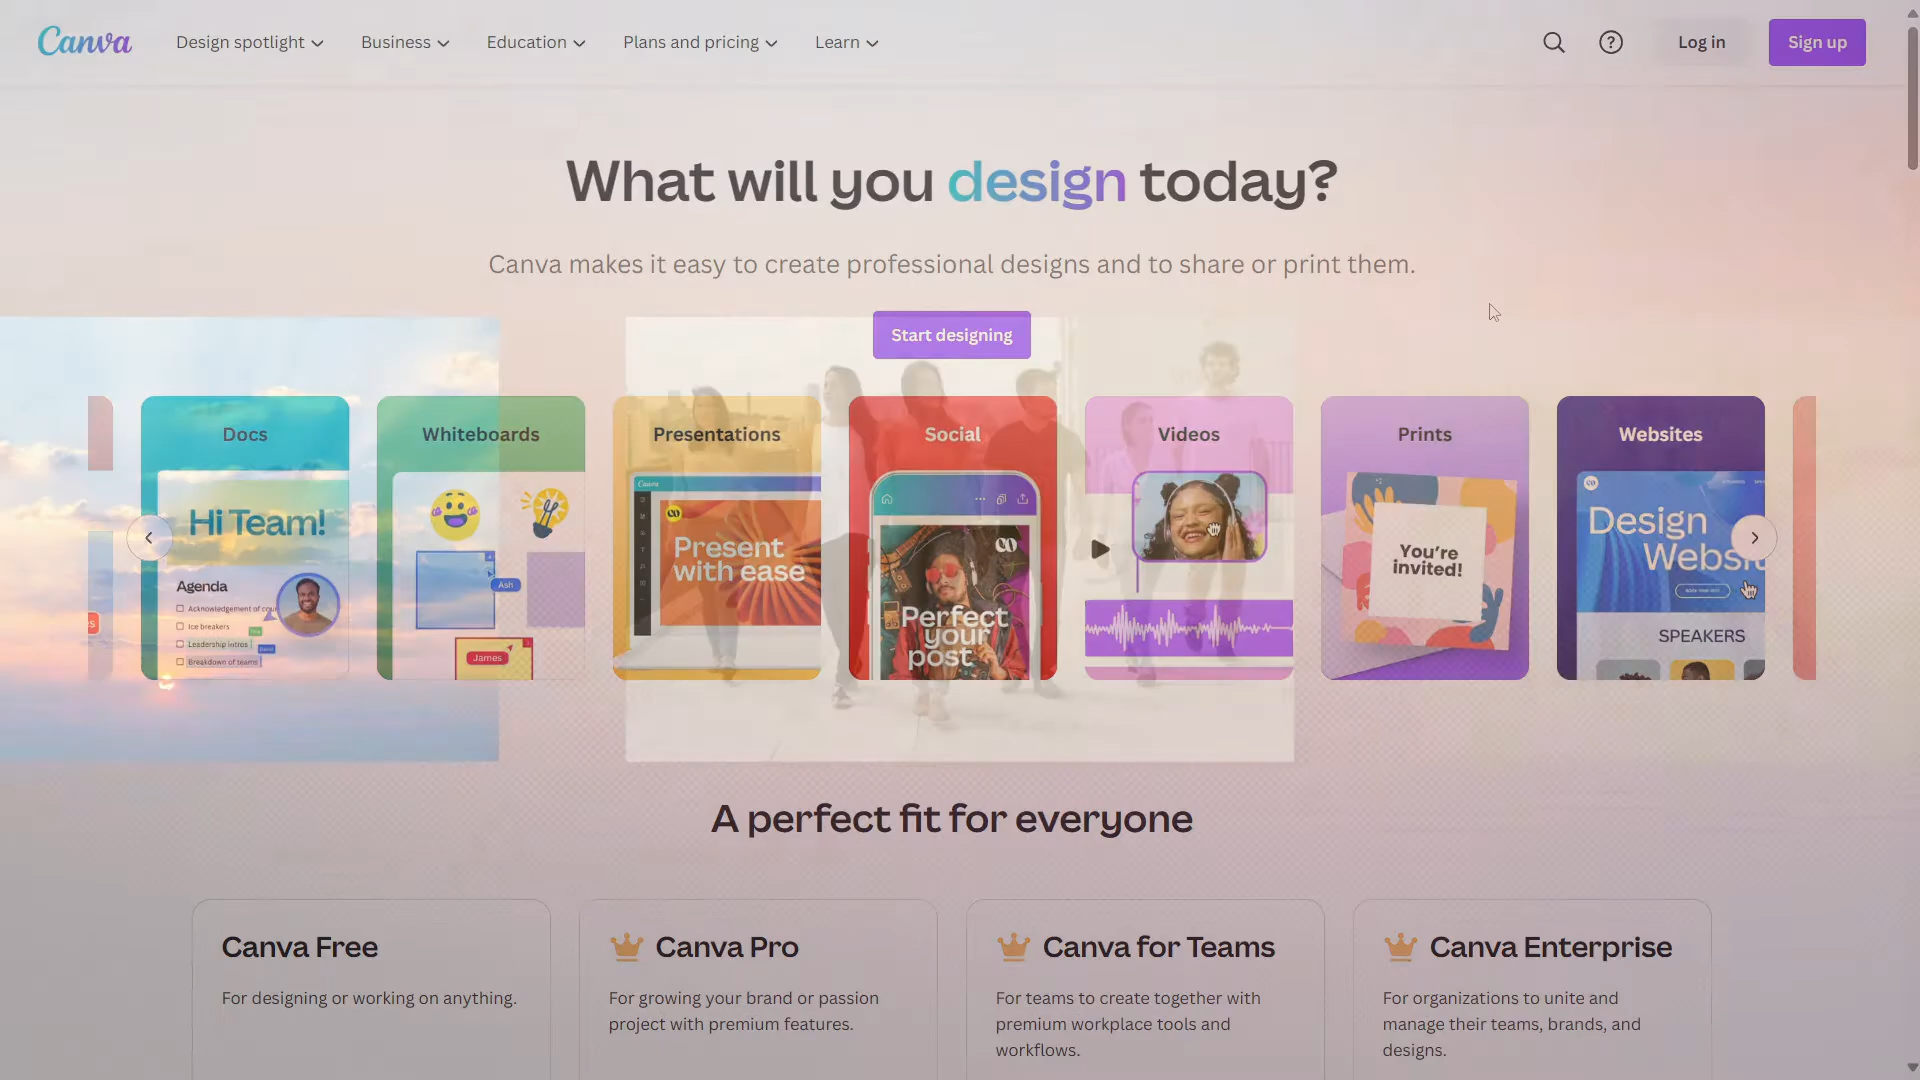 Canva
Design spotlight
Business
Education
Plans and pricing
Learn
Log in
Sign up
What will you design today?
Canva makes it easy to create professional designs and to share or print them.
Start designing
Docs
Hi Team!
Agenda
Ice breakers
Leadership intros
Breakdown of teams
Whiteboards
Ash
James
Presentations
Canva
Present
with ease
Social
Perfect
your
post
Videos
Prints
You're
invited!
Websites
Design
SPEAKERS
A perfect fit for everyone
Canva Free
For designing or working on anything.
Canva Pro
For growing your brand or passion
project with premium features.
Canva for Teams
For teams to create together with
premium workplace tools and
workflows.
Canva Enterprise
For organizations to unite and
manage their teams, brands, and
designs.